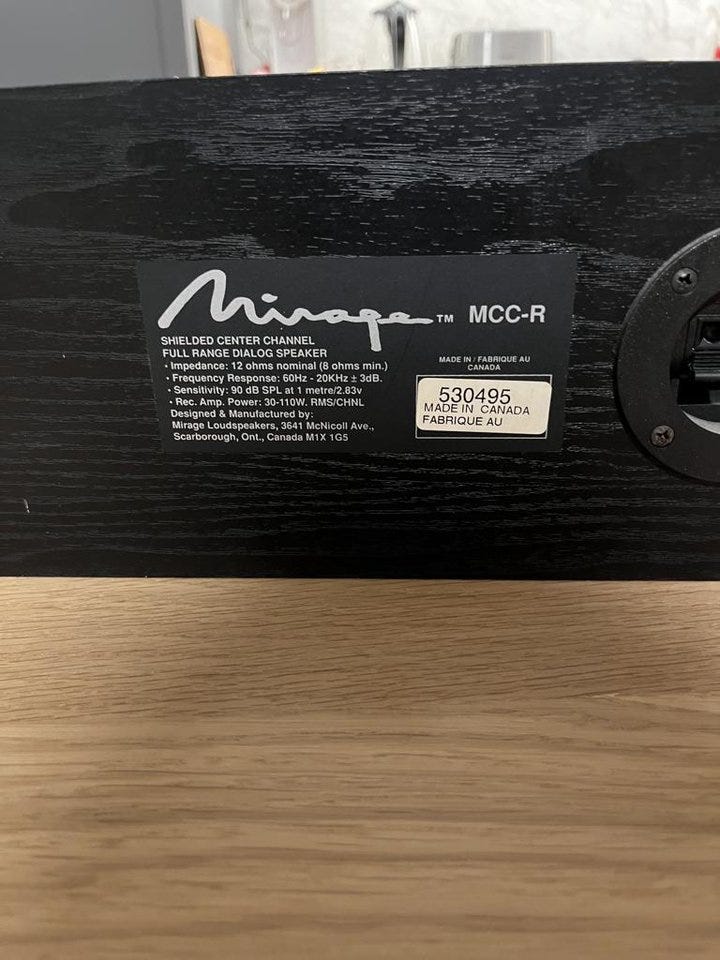 Mirage™ MCC-R
SHIELDED CENTER CHANNEL
FULL RANGE DIALOG SPEAKER
• Impedance: 12 ohms nominal (8 ohms min.)
• Frequency Response: 60Hz - 20KHz ± 3dB.
• Sensitivity: 90 dB SPL at 1 metre/2.83v
• Rec. Amp. Power: 30-110W. RMS/CHNL
Designed & Manufactured by:
Mirage Loudspeakers, 3641 McNicoll Ave.,
Scarborough, Ont., Canada M1X 1G5
MADE IN / FABRIQUE AU
CANADA
530495
MADE IN CANADA
FABRIQUE AU